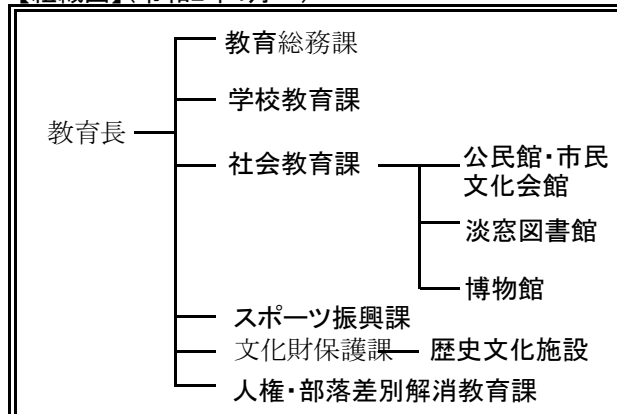 教育総務課
学校教育課
教育長
社会教育課
公民館・市民
文化会館
淡窓図書館
博物館
スポーツ振興課
文化財保護課
歴史文化施設
人権・部落差別解消教育課